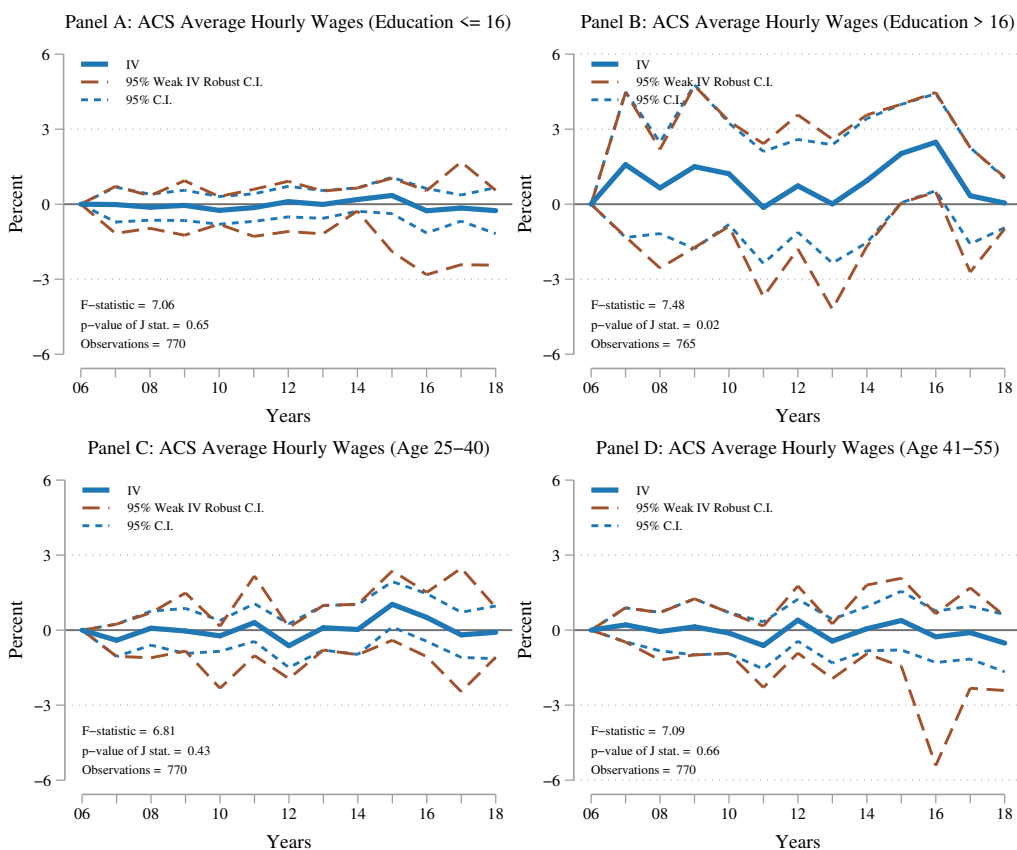 Panel A: ACS Average Hourly Wages (Education <= 16)
6
3
0
−3
−6
Percent
IV
95% Weak IV Robust C.I.
95% C.I.
F−statistic = 7.06
p−value of J stat. = 0.65
Observations = 770
06 08 10 12 14 16 18
Years
Panel B: ACS Average Hourly Wages (Education > 16)
6
3
0
−3
−6
Percent
IV
95% Weak IV Robust C.I.
95% C.I.
F−statistic = 7.48
p−value of J stat. = 0.02
Observations = 765
06 08 10 12 14 16 18
Years
Panel C: ACS Average Hourly Wages (Age 25−40)
6
3
0
−3
−6
Percent
IV
95% Weak IV Robust C.I.
95% C.I.
F−statistic = 6.81
p−value of J stat. = 0.43
Observations = 770
06 08 10 12 14 16 18
Years
Panel D: ACS Average Hourly Wages (Age 41−55)
6
3
0
−3
−6
Percent
IV
95% Weak IV Robust C.I.
95% C.I.
F−statistic = 7.09
p−value of J stat. = 0.66
Observations = 770
06 08 10 12 14 16 18
Years